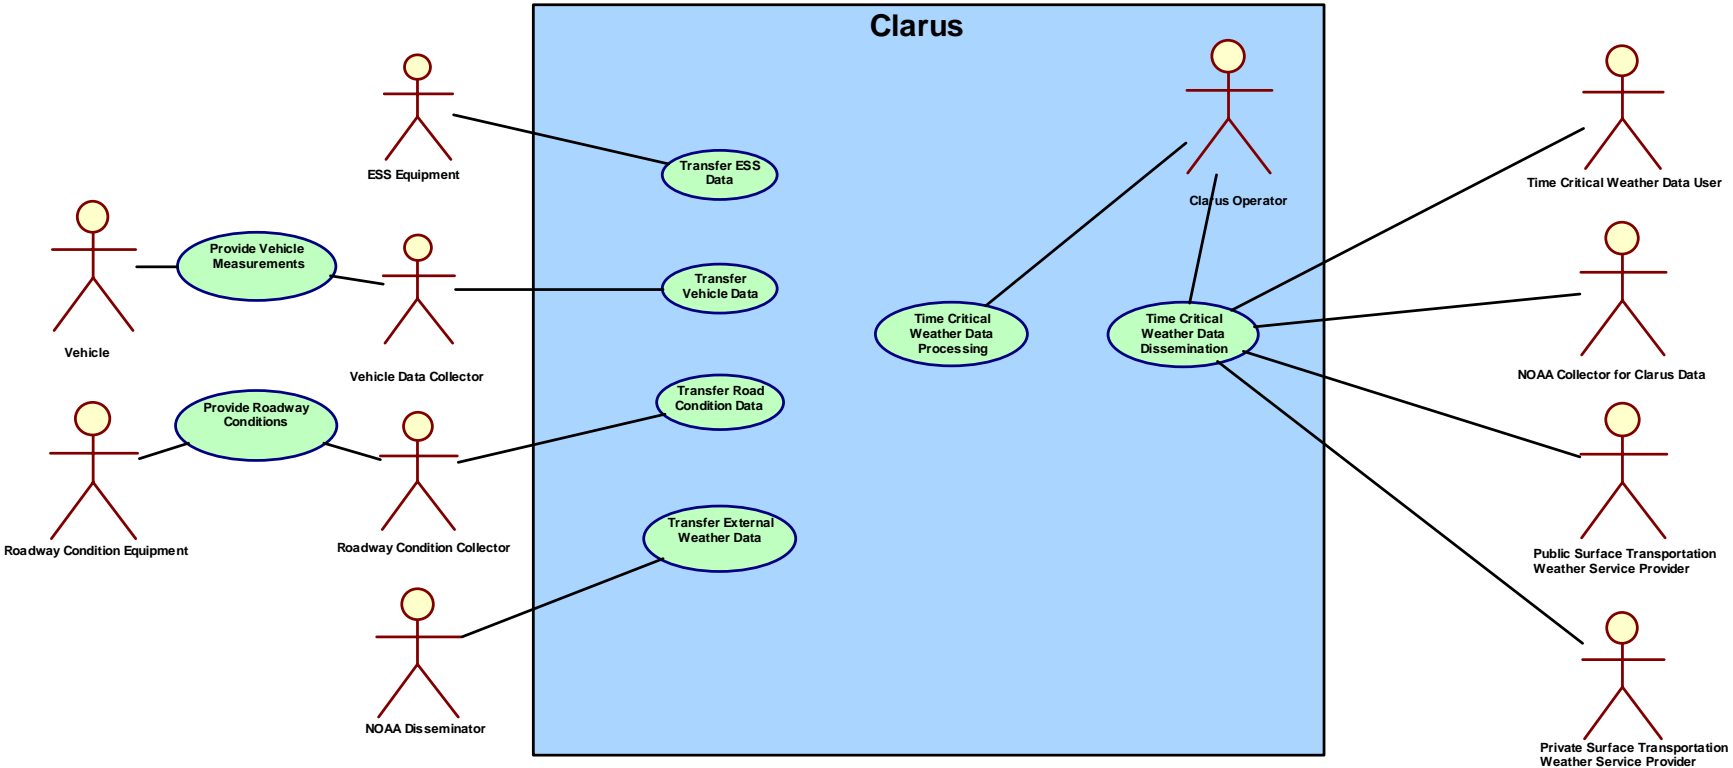 Clarus
ESS Equipment
Transfer ESS
Data
Clarus Operator
Time Critical Weather Data User
Provide Vehicle
Measurements
Transfer
Vehicle Data
Vehicle
Vehicle Data Collector
Time Critical
Weather Data
Processing
Time Critical
Weather Data
Dissemination
NOAA Collector for Clarus Data
Provide Roadway
Conditions
Transfer Road
Condition Data
Roadway Condition Equipment
Roadway Condition Collector
Transfer External
Weather Data
Public Surface Transportation
Weather Service Provider
NOAA Disseminator
Private Surface Transportation
Weather Service Provider